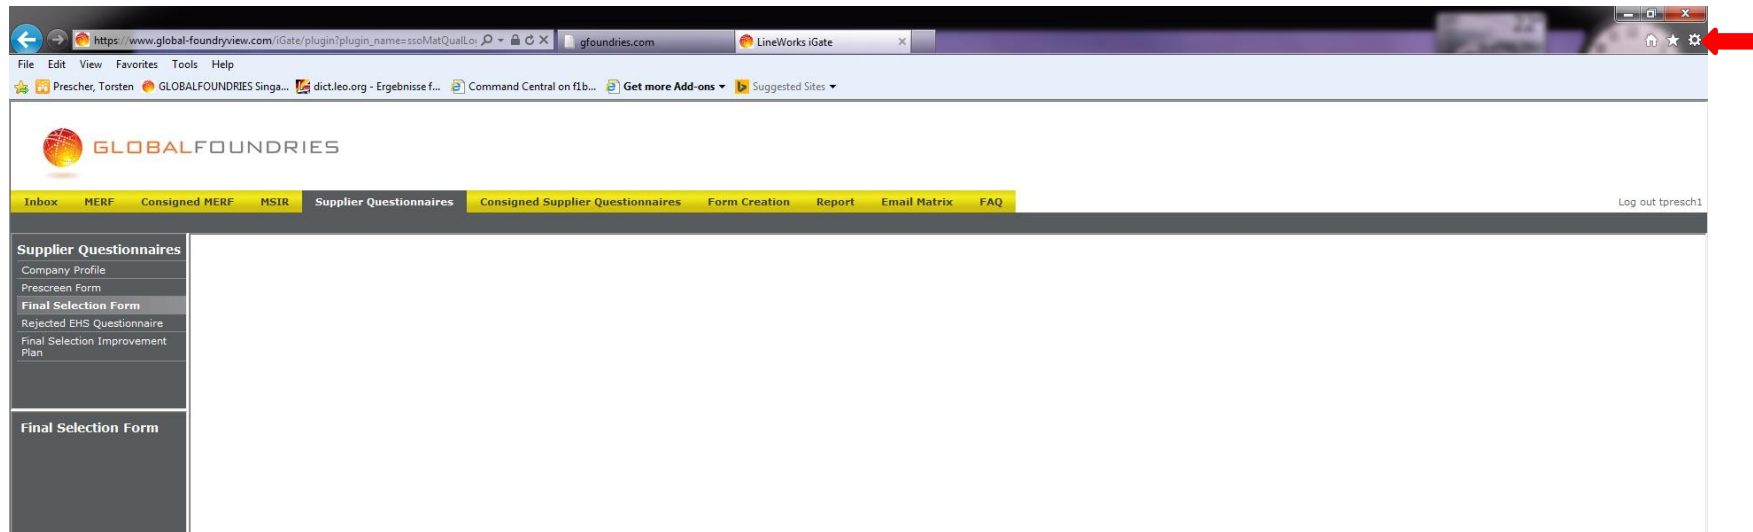 https://www.global-foundryview.com/iGate/plugin?plugin_name=ssoMatQualLo gfoundries.com LineWorks iGate
File Edit View Favorites Tools Help
Prescher, Torsten GLOBALFOUNDRIES Singa... dict.leo.org - Ergebnisse f... Command Central on f1b... Get more Add-ons Suggested Sites
GLOBALFOUNDRIES
Inbox MERF Consigned MERF MSIR Supplier Questionnaires Consigned Supplier Questionnaires Form Creation Report Email Matrix FAQ Log out tpresch1
Supplier Questionnaires
Company Profile
Prescreen Form
Final Selection Form
Rejected EHS Questionnaire
Final Selection Improvement
Plan
Final Selection Form